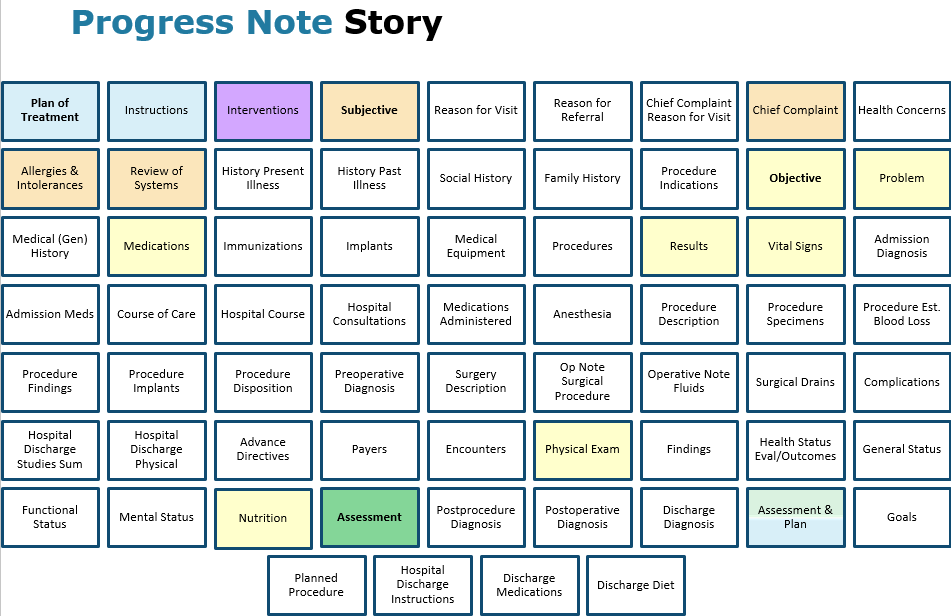 Progress Note Story
Plan of
Treatment
Instructions
Interventions
Subjective
Reason for Visit
Reason for
Referral
Chief Complaint
Reason for Visit
Chief Complaint
Health Concerns
Allergies &
Intolerances
Review of
Systems
History Present
Illness
History Past
Illness
Social History
Family History
Procedure
Indications
Objective
Problem
Medical (Gen)
History
Medications
Immunizations
Implants
Medical
Equipment
Procedures
Results
Vital Signs
Admission
Diagnosis
Admission Meds
Course of Care
Hospital Course
Hospital
Consultations
Medications
Administered
Anesthesia
Procedure
Description
Procedure
Specimens
Procedure Est.
Blood Loss
Procedure
Findings
Procedure
Implants
Procedure
Disposition
Preoperative
Diagnosis
Surgery
Description
Op Note
Surgical
Procedure
Operative Note
Fluids
Surgical Drains
Complications
Hospital
Discharge
Studies Sum
Hospital
Discharge
Physical
Advance
Directives
Payers
Encounters
Physical Exam
Findings
Health Status
Eval/Outcomes
General Status
Functional
Status
Mental Status
Nutrition
Assessment
Postprocedure
Diagnosis
Postoperative
Diagnosis
Discharge
Diagnosis
Assessment &
Plan
Goals
Planned
Procedure
Hospital
Discharge
Instructions
Discharge
Medications
Discharge Diet